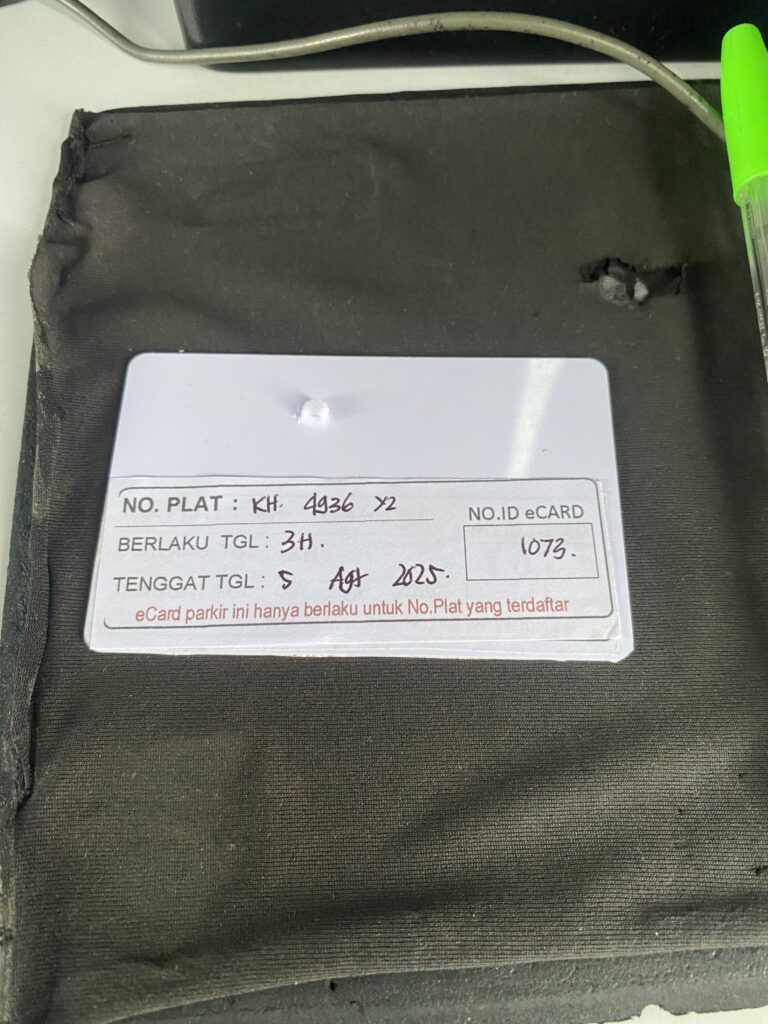 NO. PLAT : KH. 4936 XZ
NO.ID eCARD
BERLAKU TGL : 3H.
1073.
TENGGAT TGL : 5 Agt 2025.
eCard parkir ini hanya berlaku untuk No.Plat yang terdaftar